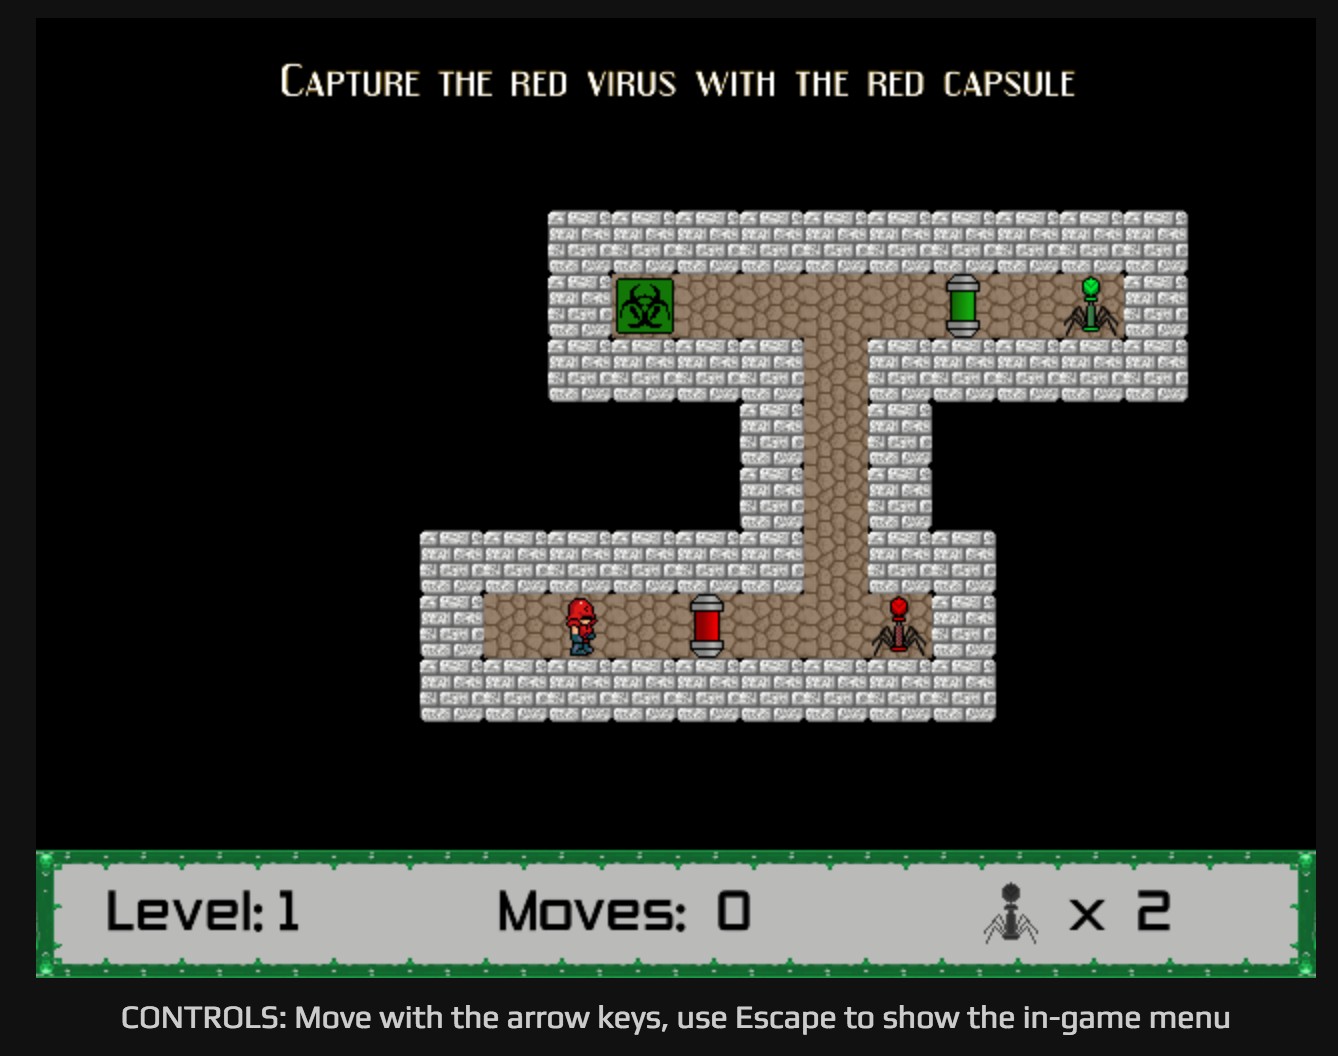 Capture the red virus with the red capsule
Level: 1 Moves: 0 x 2
CONTROLS: Move with the arrow keys, use Escape to show the in-game menu